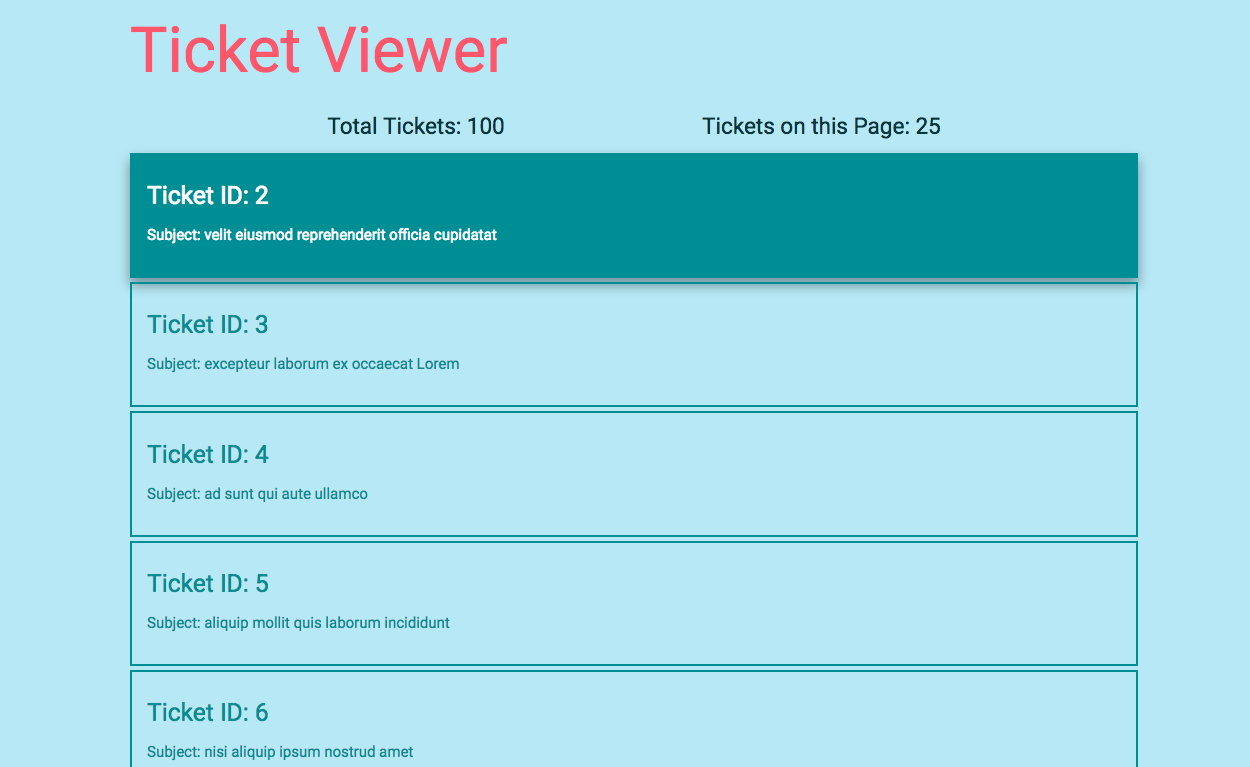 Ticket Viewer
Total Tickets: 100 Tickets on this Page: 25
Ticket ID: 2
Subject: velit eiusmod reprehenderit officia cupidatat
Ticket ID: 3
Subject: excepteur laborum ex occaecat Lorem
Ticket ID: 4
Subject: ad sunt qui aute ullamco
Ticket ID: 5
Subject: aliquip mollit quis laborum incididunt
Ticket ID: 6
Subject: nisi aliquip ipsum nostrud amet